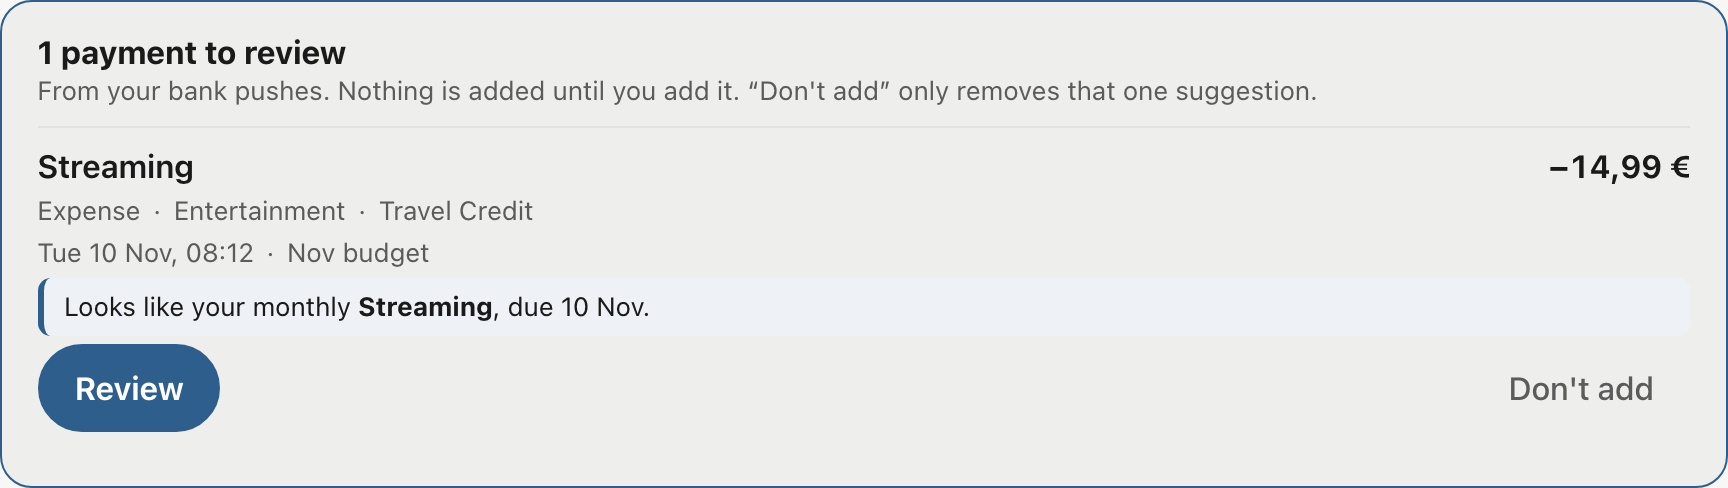 1 payment to review
From your bank pushes. Nothing is added until you add it. “Don't add” only removes that one suggestion.
Streaming −14,99 €
Expense · Entertainment · Travel Credit
Tue 10 Nov, 08:12 · Nov budget
Looks like your monthly Streaming, due 10 Nov.
Review Don't add